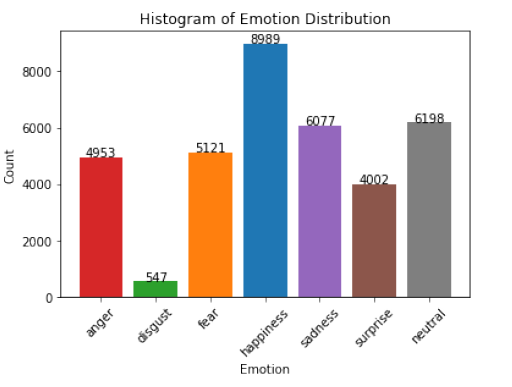 Histogram of Emotion Distribution
Count
8000
6000
4000
2000
0
4953
547
5121
8989
6077
4002
6198
anger
disgust
fear
happiness
sadness
surprise
neutral
Emotion